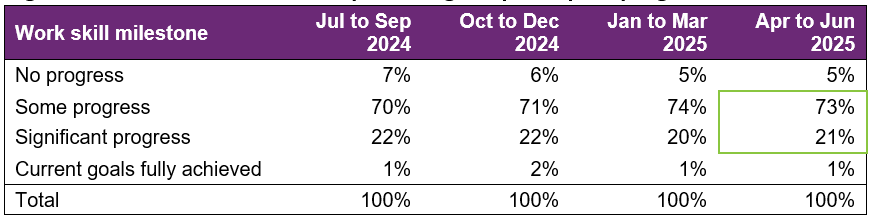 Work skill milestone Jul to Sep 2024 Oct to Dec 2024 Jan to Mar 2025 Apr to Jun 2025
No progress 7% 6% 5% 5%
Some progress 70% 71% 74% 73%
Significant progress 22% 22% 20% 21%
Current goals fully achieved 1% 2% 1% 1%
Total 100% 100% 100% 100%